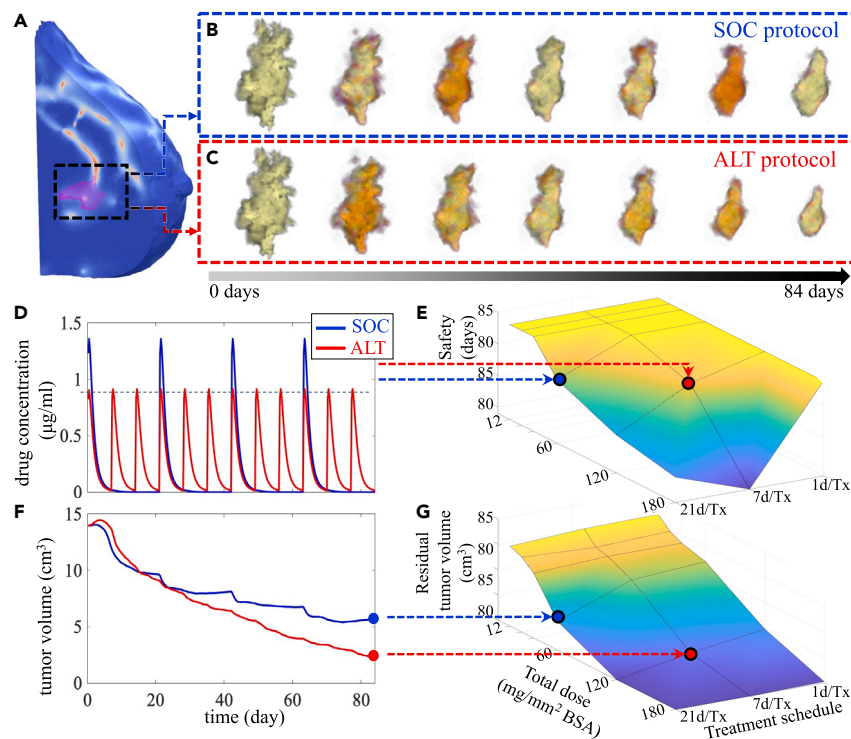 A
B
SOC protocol
C
ALT protocol
0 days
84 days
D
SOC
ALT
1.5
1
0.5
0
drug concentration
(μg/ml)
E
Safety
(days)
85
80
85
80
12
60
120
180
21d/Tx
7d/Tx
1d/Tx
F
15
10
5
0
tumor volume (cm³)
0
20
40
60
80
time (day)
G
Residual
tumor volume
(cm³)
85
80
85
80
12
60
120
180
Total dose
(mg/mm² BSA)
21d/Tx
7d/Tx
1d/Tx
Treatment schedule